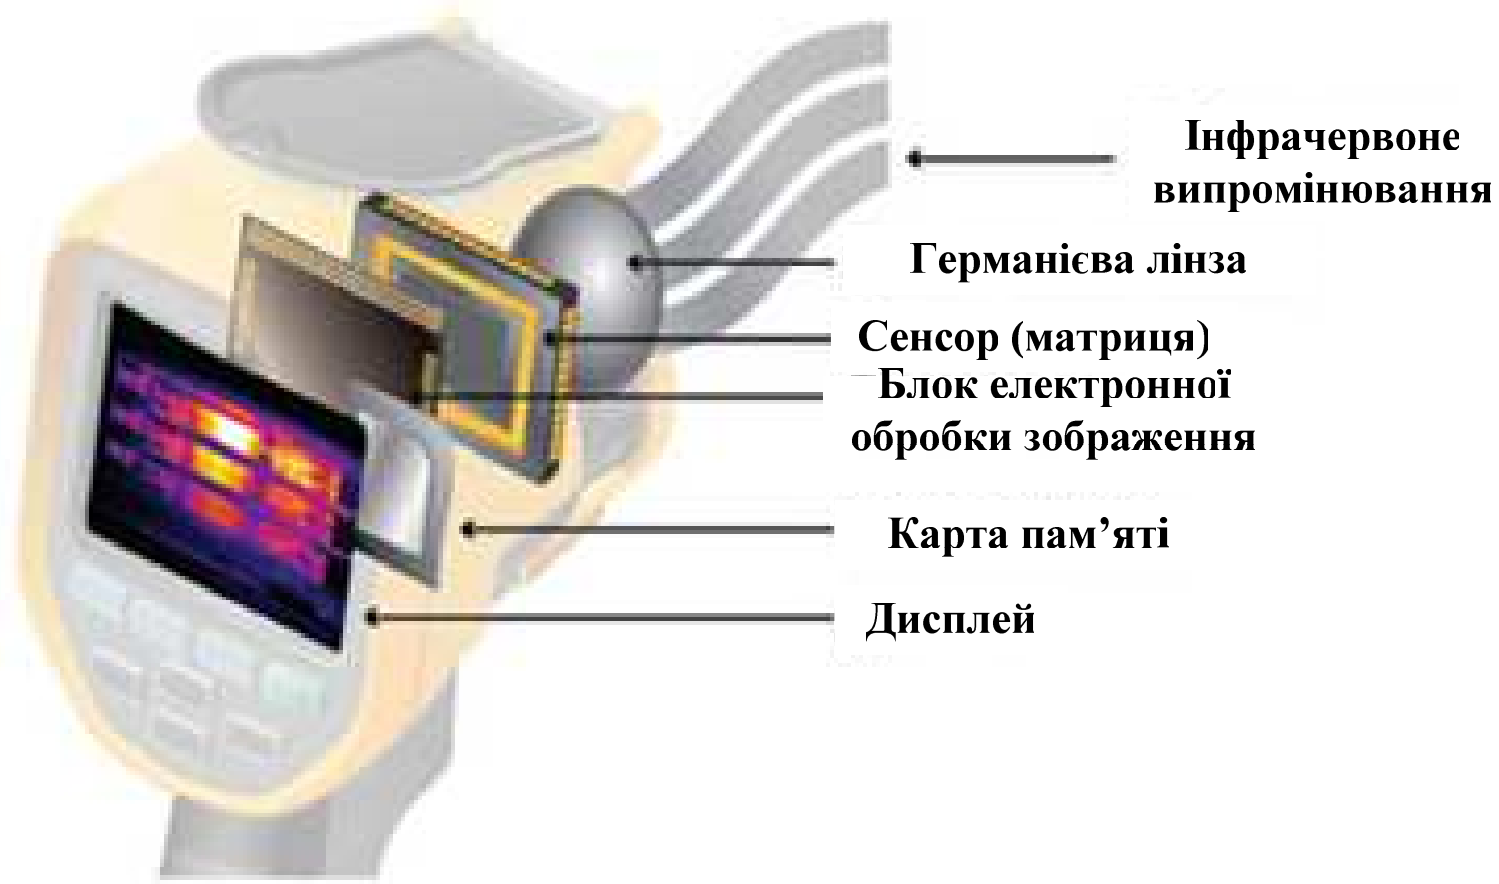 Інфрачервоне
випромінювання
Германієва лінза
Сенсор (матриця)
Блок електронної
обробки зображення
Карта пам’яті
Дисплей